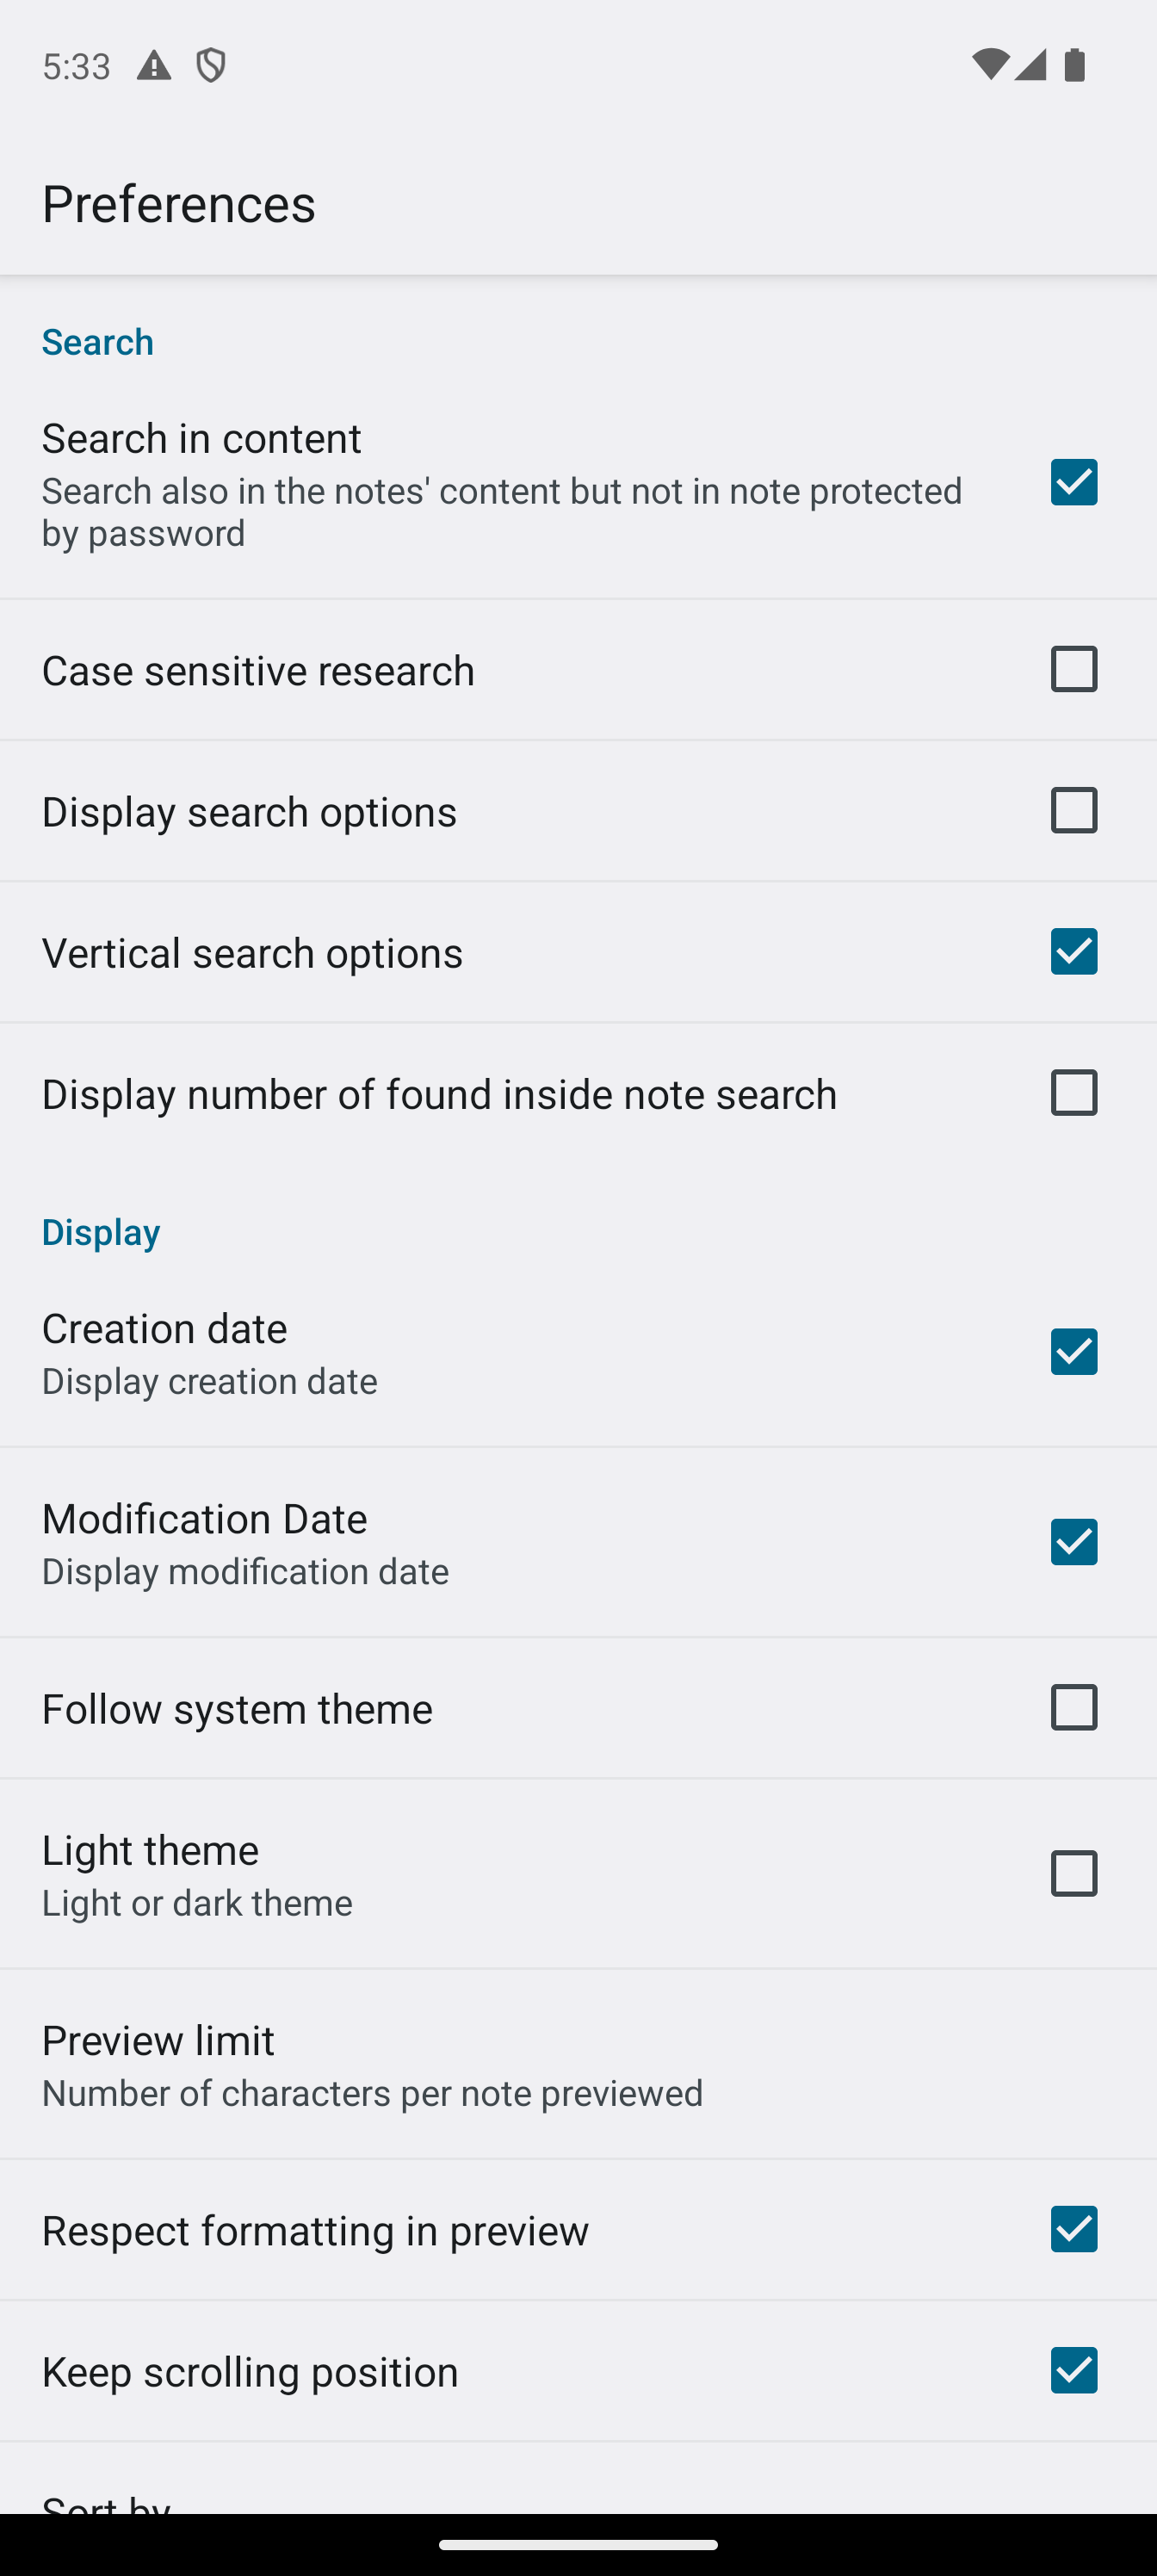 5:33
Preferences
Search
Search in content
Search also in the notes' content but not in note protected
by password
Case sensitive research
Display search options
Vertical search options
Display number of found inside note search
Display
Creation date
Display creation date
Modification Date
Display modification date
Follow system theme
Light theme
Light or dark theme
Preview limit
Number of characters per note previewed
Respect formatting in preview
Keep scrolling position
Sort by